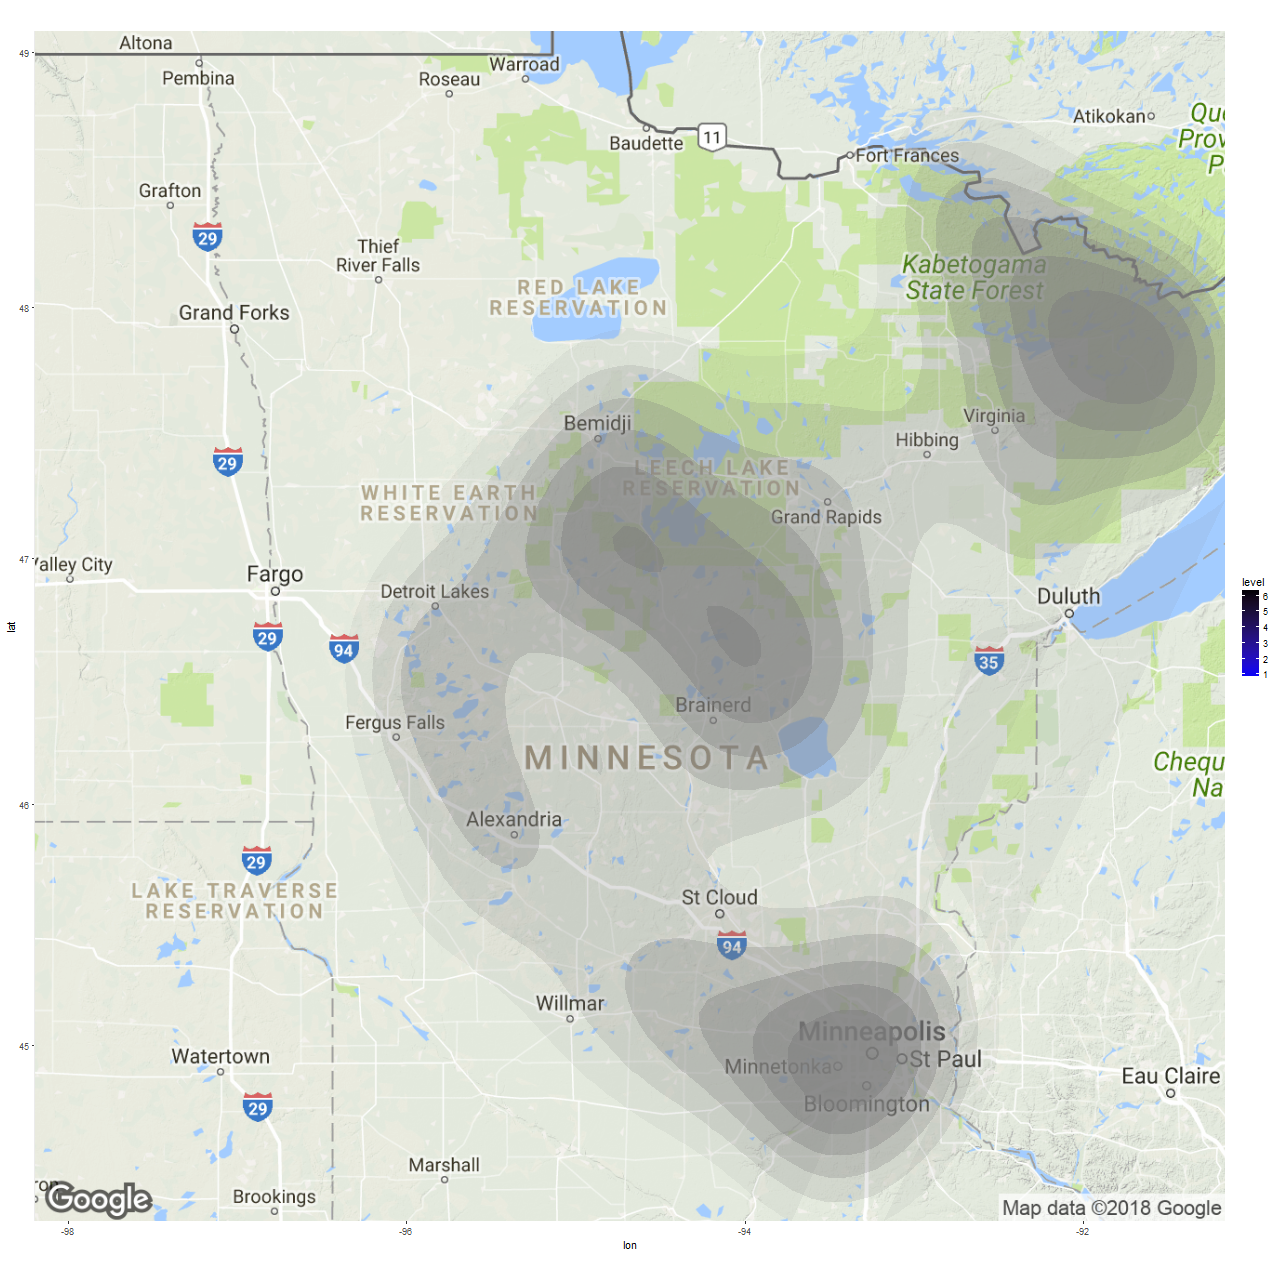 Altona
Pembina
Warroad
Roseau
Baudette
11
Fort Frances
Atikokan
Grafton
29
Thief
River Falls
Kabetogama
State Forest
RED LAKE
RESERVATION
Grand Forks
Bemidji
Virginia
Hibbing
29
LEECH LAKE
RESERVATION
WHITE EARTH
RESERVATION
Grand Rapids
alley City
Fargo
Detroit Lakes
Duluth
29
94
35
Brainerd
Fergus Falls
MINNESOTA
Chequ
Na
Alexandria
29
LAKE TRAVERSE
RESERVATION
St Cloud
94
Willmar
Minneapolis
Watertown
Minnetonka
St Paul
Eau Claire
29
Bloomington
Marshall
Brookings
ron
Google
Map data ©2018 Google
49
48
47
46
45
lat
-98
-96
-94
-92
lon
level
6
5
4
3
2
1
Que
Prov
P